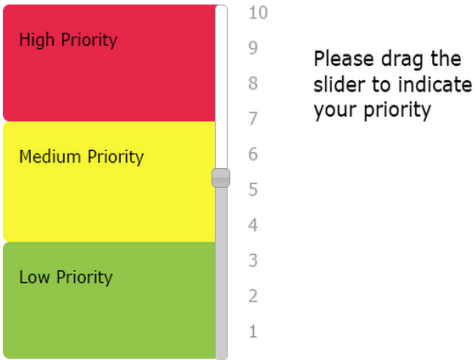 High Priority
Medium Priority
Low Priority
10
9
8
7
6
5
4
3
2
1
Please drag the
slider to indicate
your priority